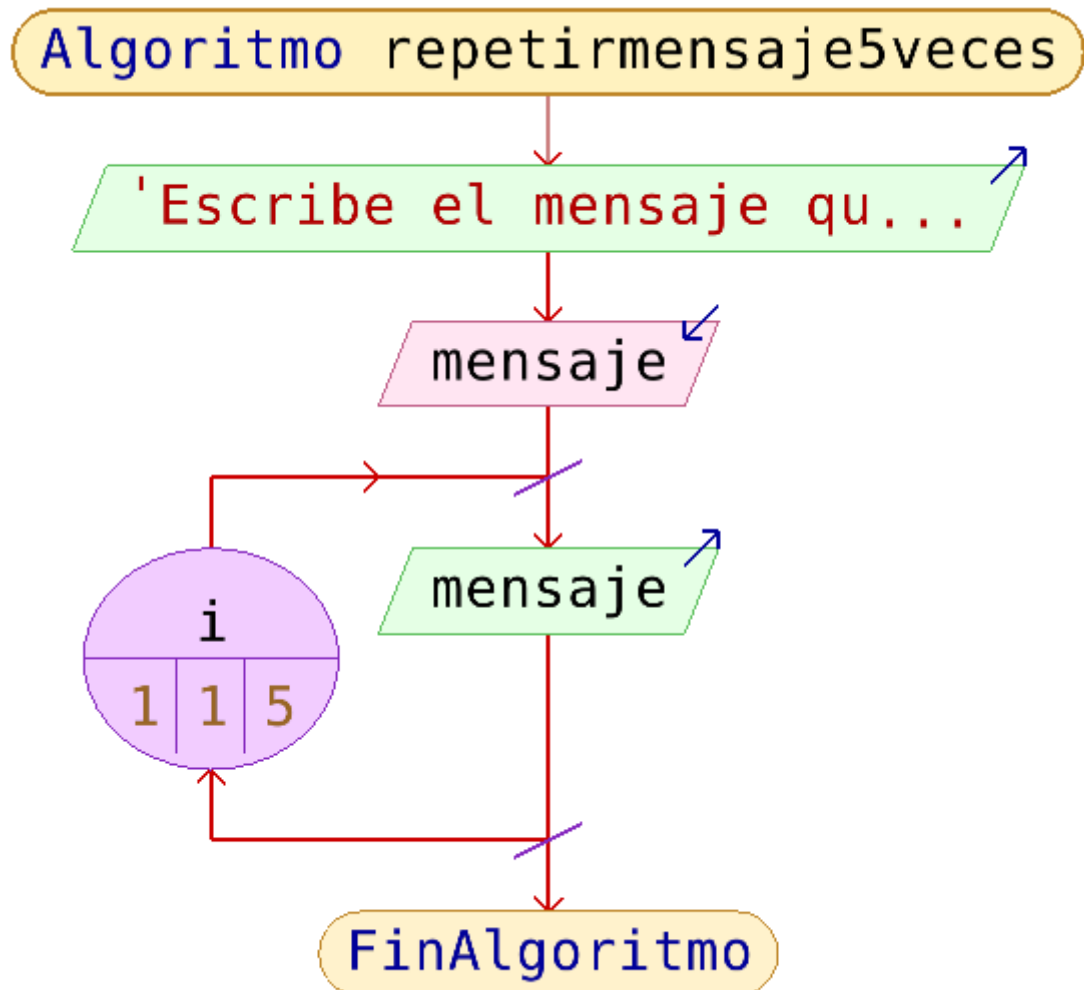 Algoritmo repetirmensaje5veces
'Escribe el mensaje qu...
mensaje
mensaje
i
1 1 5
FinAlgoritmo